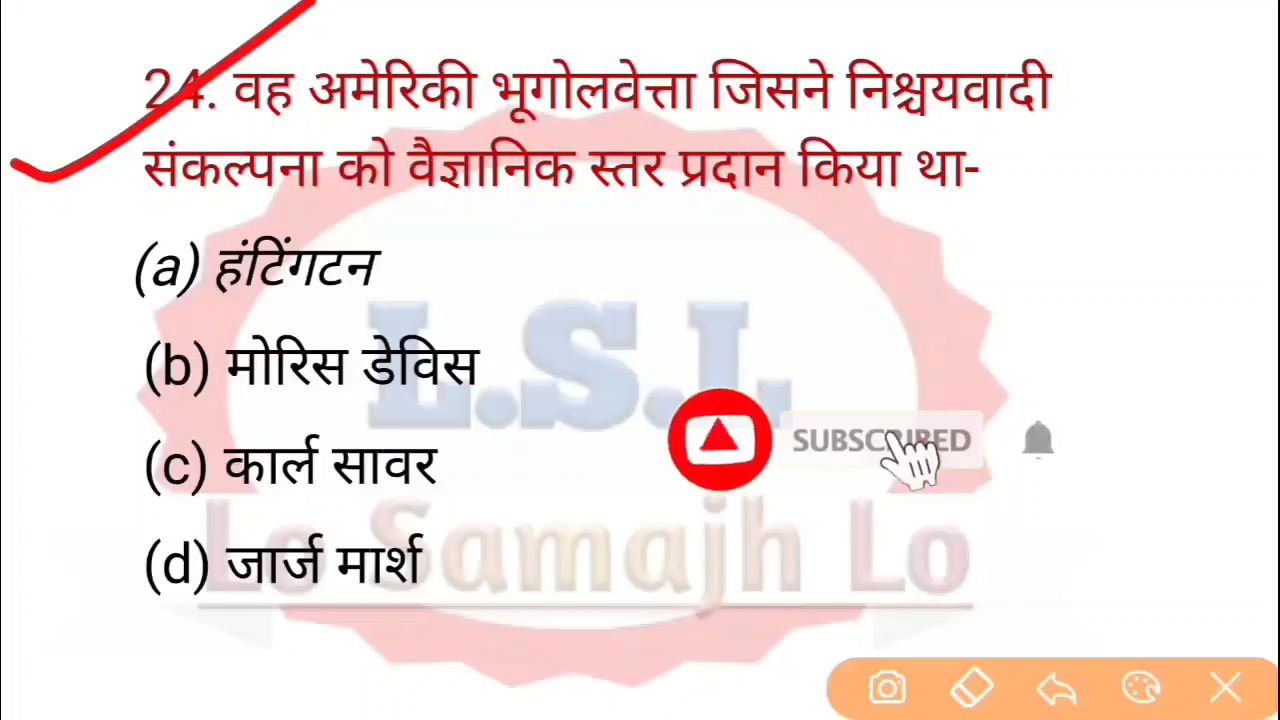 24. वह अमेरिकी भूगोलवेत्ता जिसने निश्चयवादी
संकल्पना को वैज्ञानिक स्तर प्रदान किया था-
(a) हंटिंगटन
(b) मोरिस डेविस
L.S.L.
SUBSCRIBED
(c) कार्ल सावर
(d) जार्ज मार्श
Lo Samajh Lo